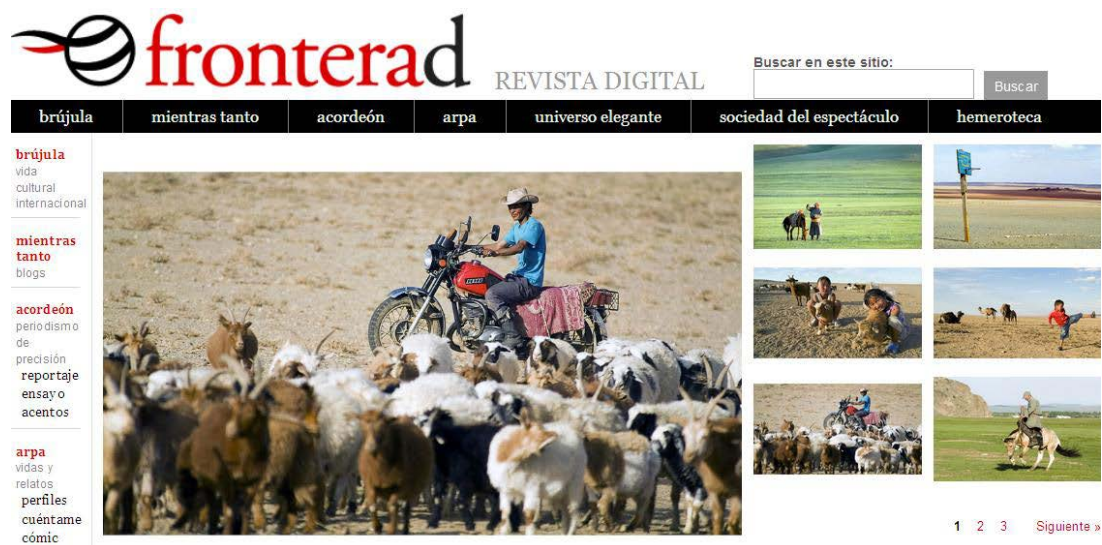 fronterad
REVISTA DIGITAL
Buscar en este sitio:
Buscar
brújula
mientras tanto
acordeón
arpa
universo elegante
sociedad del espectáculo
hemeroteca
brújula
vida
cultural
internacional
mientras
tanto
blogs
acordeón
periodismo
de
precisión
reportaje
ensayo
acentos
arpa
vidas y
relatos
perfiles
cuéntame
cómic
1 2 3 Siguiente »